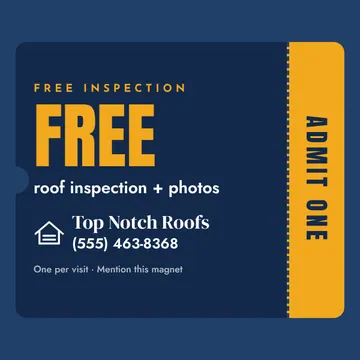 FREE INSPECTION
FREE
roof inspection + photos
Top Notch Roofs
(555) 463-8368
One per visit · Mention this magnet
ADMIT ONE